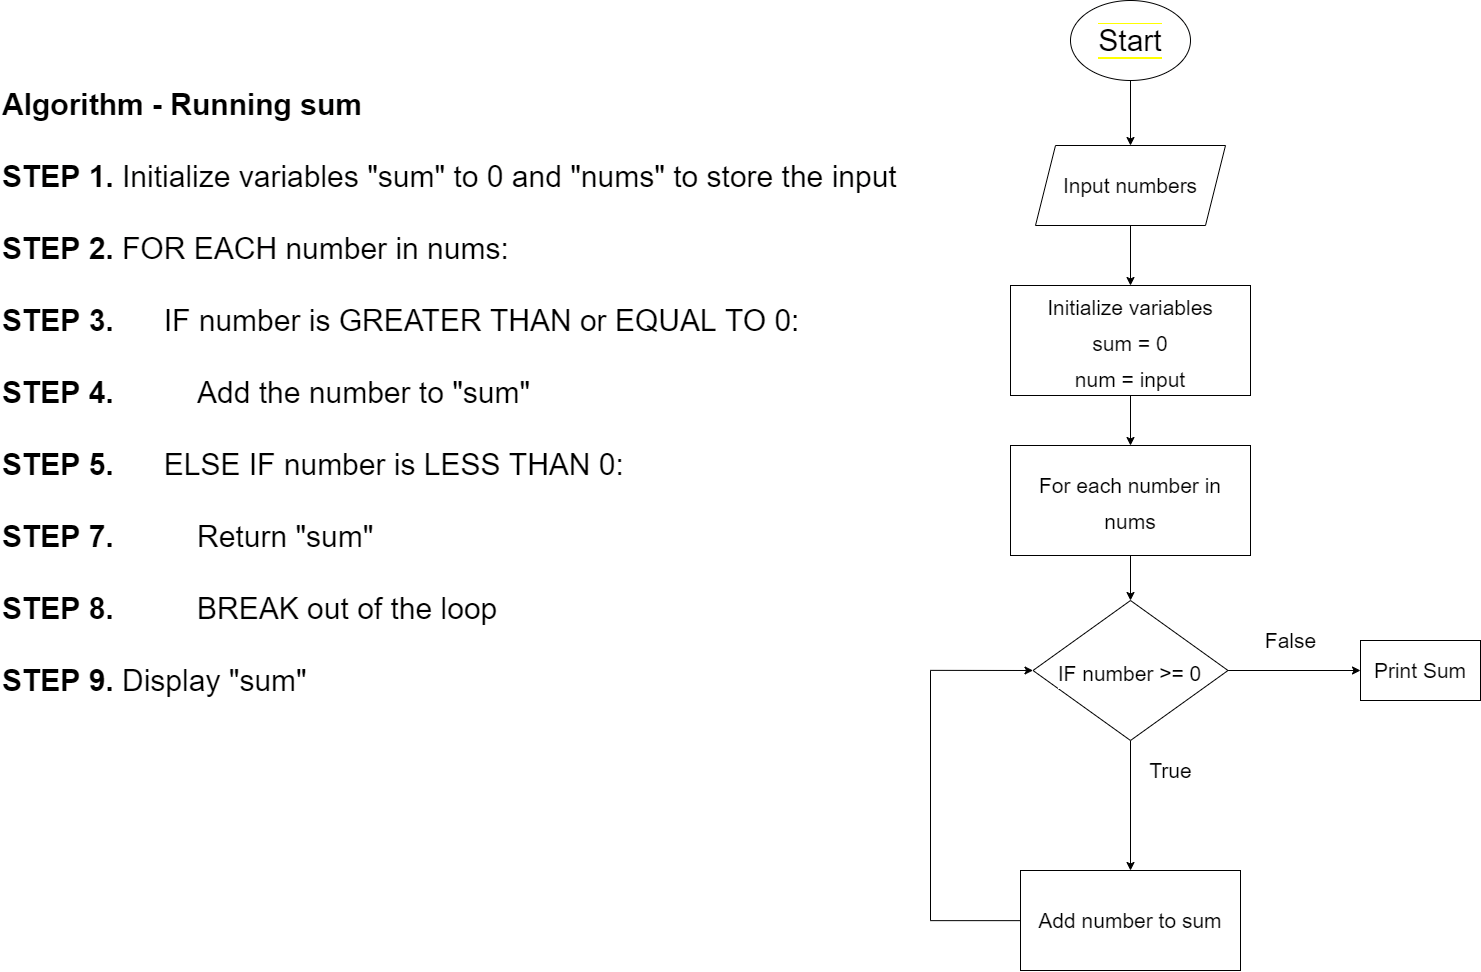 Algorithm - Running sum
STEP 1. Initialize variables "sum" to 0 and "nums" to store the input
STEP 2. FOR EACH number in nums:
STEP 3. IF number is GREATER THAN or EQUAL TO 0:
STEP 4. Add the number to "sum"
STEP 5. ELSE IF number is LESS THAN 0:
STEP 7. Return "sum"
STEP 8. BREAK out of the loop
STEP 9. Display "sum"
Start
Input numbers
Initialize variables
sum = 0
num = input
For each number in
nums
IF number >= 0
False
Print Sum
True
Add number to sum